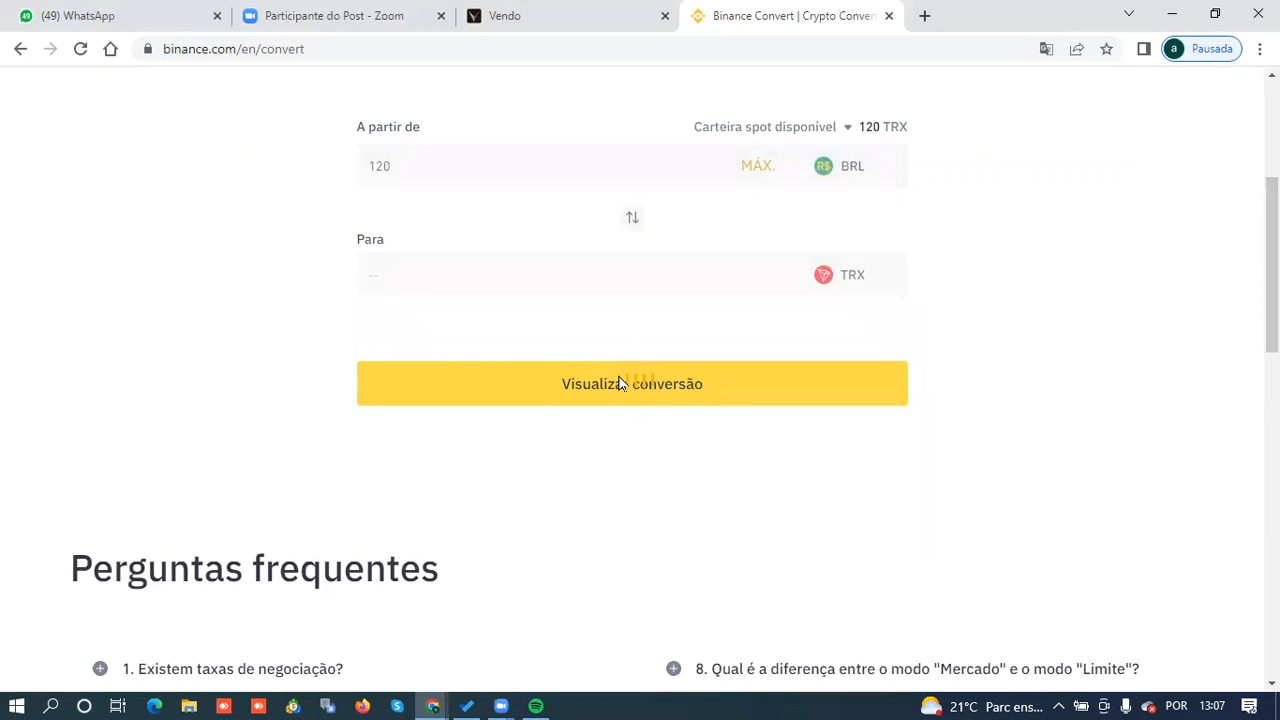 (49) WhatsApp
Participante do Post - Zoom
Vendo
Binance Convert | Crypto Conver
binance.com/en/convert
a
Pausada
A partir de
Carteira spot disponível
120 TRX
120
MÁX.
R$
BRL
Para
--
TRX
Visualizar conversão
Perguntas frequentes
1. Existem taxas de negociação?
8. Qual é a diferença entre o modo "Mercado" e o modo "Limite"?
21°C Parc ens...
POR
13:07